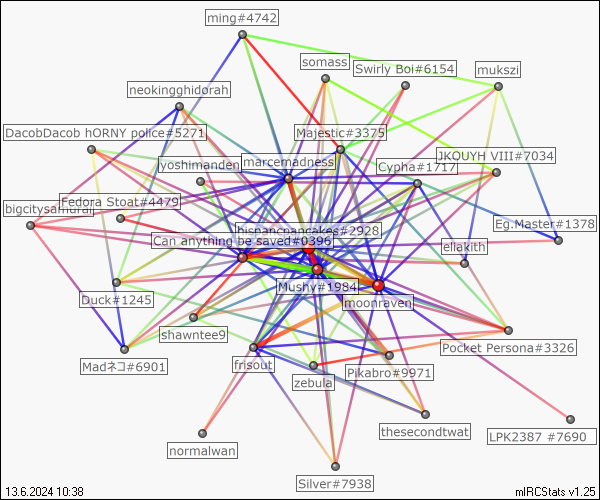 ming#4742
somass
Swirly Boi#6154
mukszi
neokingghidorah
DacobDacob hORNY police#5271
Majestic#3375
JKOUYH VIII#7034
yoshimanden
marcemadness
Cypha#1717
Fedora Stoat#4479
bigcitysamurai
hispancpancakes#2928
Eg.Master#1378
Can anything be saved#0396
eliakith
Mushy#1984
moonraven
Duck#1245
shawntee9
Pocket Persona#3326
Madネコ#6901
frisout
Pikabro#9971
zebula
thesecondtwat
LPK2387 #7690
normalwan
Silver#7938
13.6.2024 10:38
mIRCStats v1.25